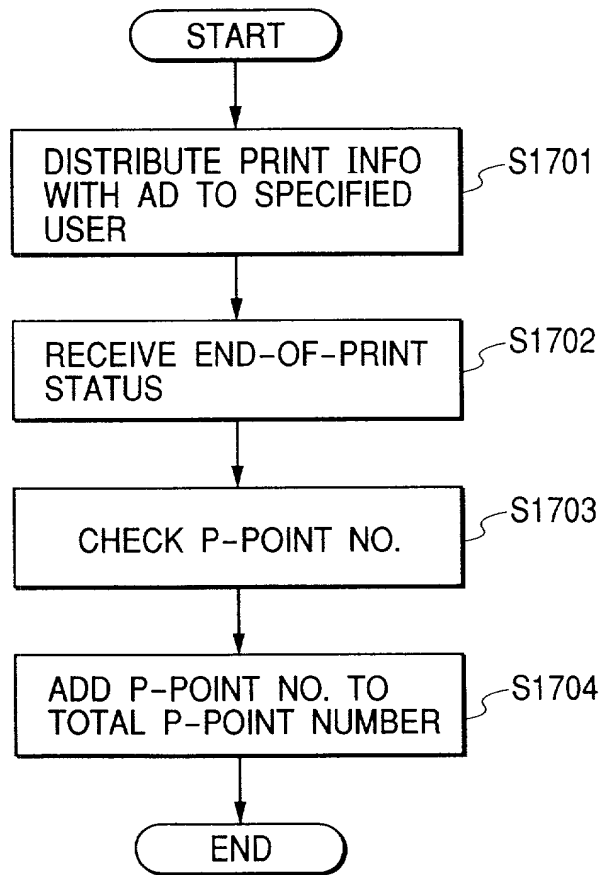 START
DISTRIBUTE PRINT INFO
WITH AD TO SPECIFIED
USER
S1701
RECEIVE END-OF-PRINT
STATUS
S1702
CHECK P-POINT NO.
S1703
ADD P-POINT NO. TO
TOTAL P-POINT NUMBER
S1704
END